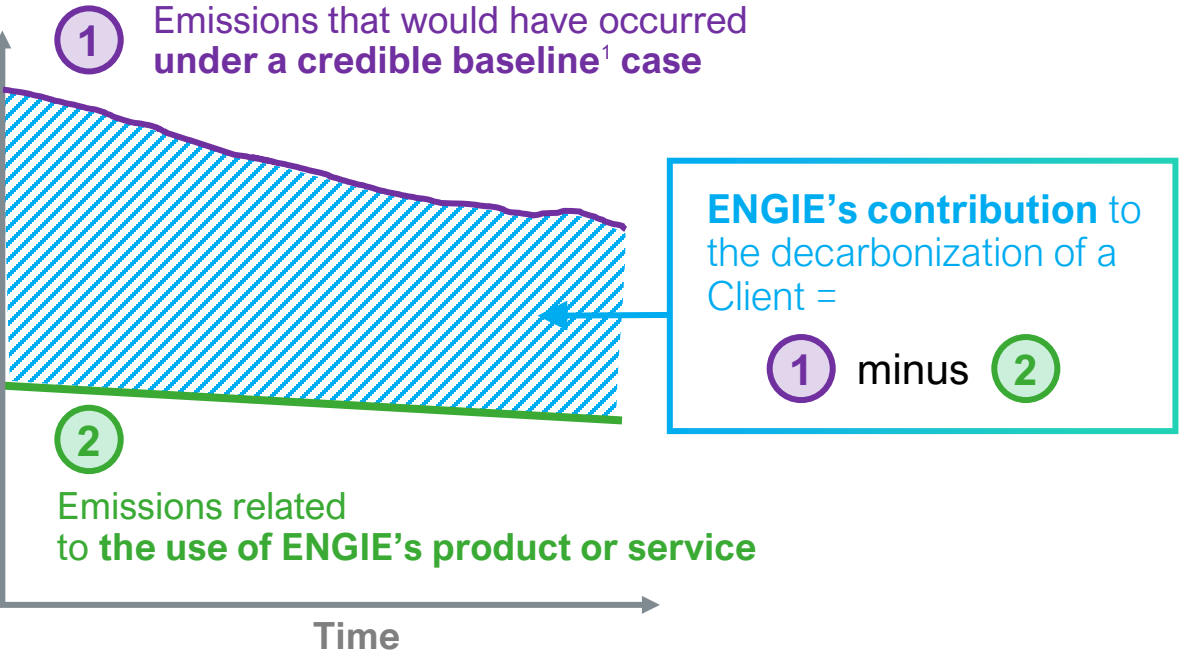 1
Emissions that would have occurred
under a credible baseline¹ case
ENGIE's contribution to
the decarbonization of a
Client =
1 minus 2
2
Emissions related
to the use of ENGIE's product or service
Time